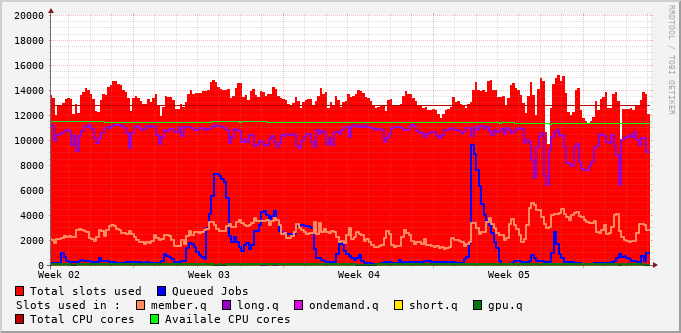 20000
18000
16000
14000
12000
10000
8000
6000
4000
2000
0
Week 02 Week 03 Week 04 Week 05
RRDTOOL / TOBI OETIKER
Total slots used Queued Jobs
Slots used in : member.q long.q ondemand.q short.q gpu.q
Total CPU cores Availale CPU cores